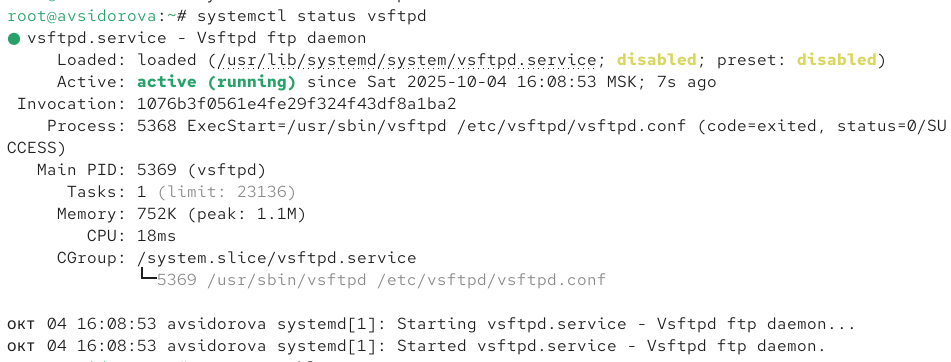 root@avsidorova:~# systemctl status vsftpd
● vsftpd.service - Vsftpd ftp daemon
     Loaded: loaded (/usr/lib/systemd/system/vsftpd.service; disabled; preset: disabled)
     Active: active (running) since Sat 2025-10-04 16:08:53 MSK; 7s ago
 Invocation: 1076b3f0561e4fe29f324f43df8a1ba2
    Process: 5368 ExecStart=/usr/sbin/vsftpd /etc/vsftpd/vsftpd.conf (code=exited, status=0/SU
CCESS)
   Main PID: 5369 (vsftpd)
      Tasks: 1 (limit: 23136)
     Memory: 752K (peak: 1.1M)
        CPU: 18ms
     CGroup: /system.slice/vsftpd.service
             └─5369 /usr/sbin/vsftpd /etc/vsftpd/vsftpd.conf

окт 04 16:08:53 avsidorova systemd[1]: Starting vsftpd.service - Vsftpd ftp daemon...
окт 04 16:08:53 avsidorova systemd[1]: Started vsftpd.service - Vsftpd ftp daemon.